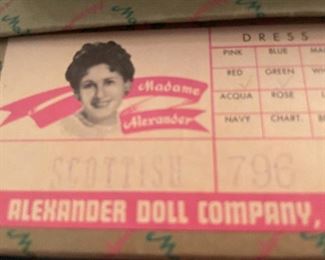 DRESS
PINK BLUE
RED GREEN
ACQUA ROSE
NAVY CHART.
Madame
Alexander
SCOTTISH 796
ALEXANDER DOLL COMPANY,